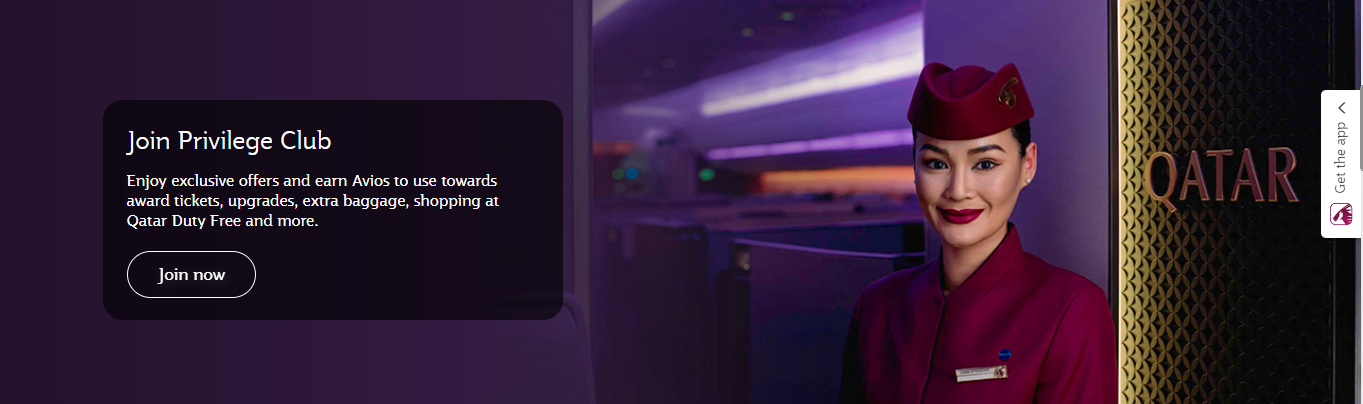 Join Privilege Club
Enjoy exclusive offers and earn Avios to use towards
award tickets, upgrades, extra baggage, shopping at
Qatar Duty Free and more.
Join now
QATAR
Get the app